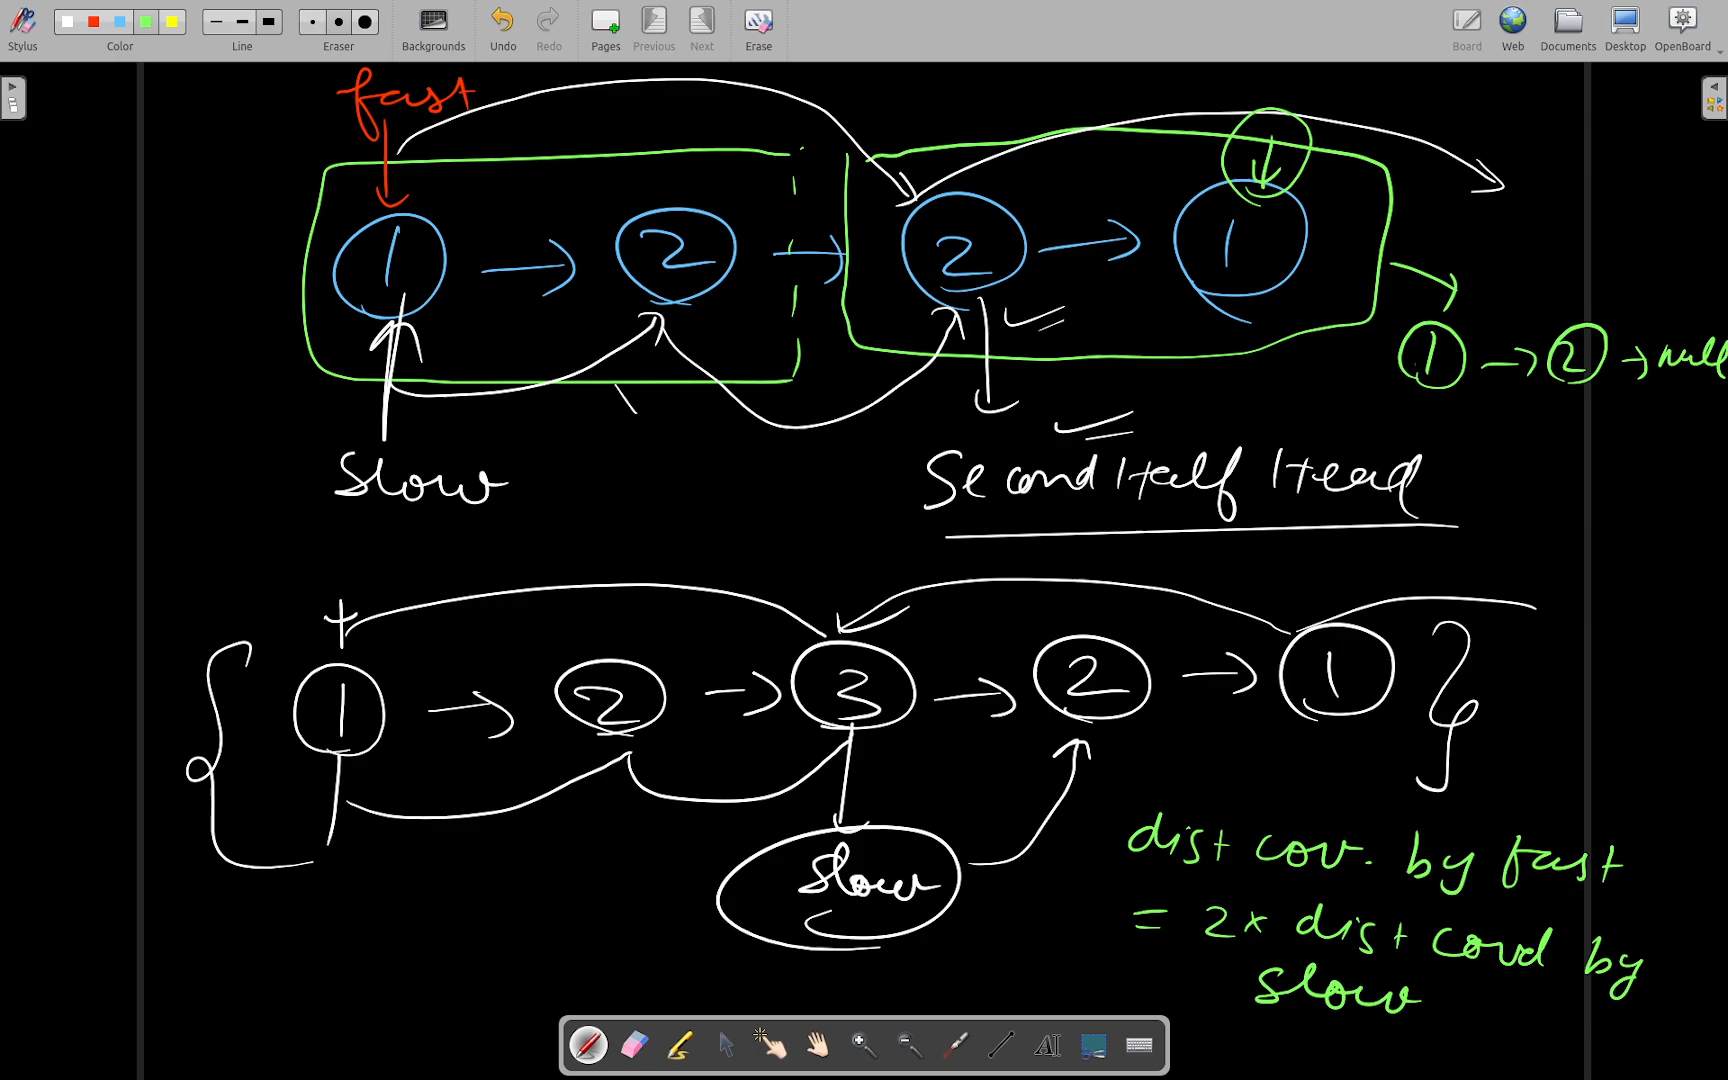 Stylus Color Line Eraser Backgrounds Undo Redo Pages Previous Next Erase Board Web Documents Desktop OpenBoard
fast
1 → 2 → 2 → 1
1 → 2 → null
Slow
Second Half Head
1 → 2 → 3 → 2 → 1
slow
dist cov. by fast
= 2x dist covd by
slow
AI